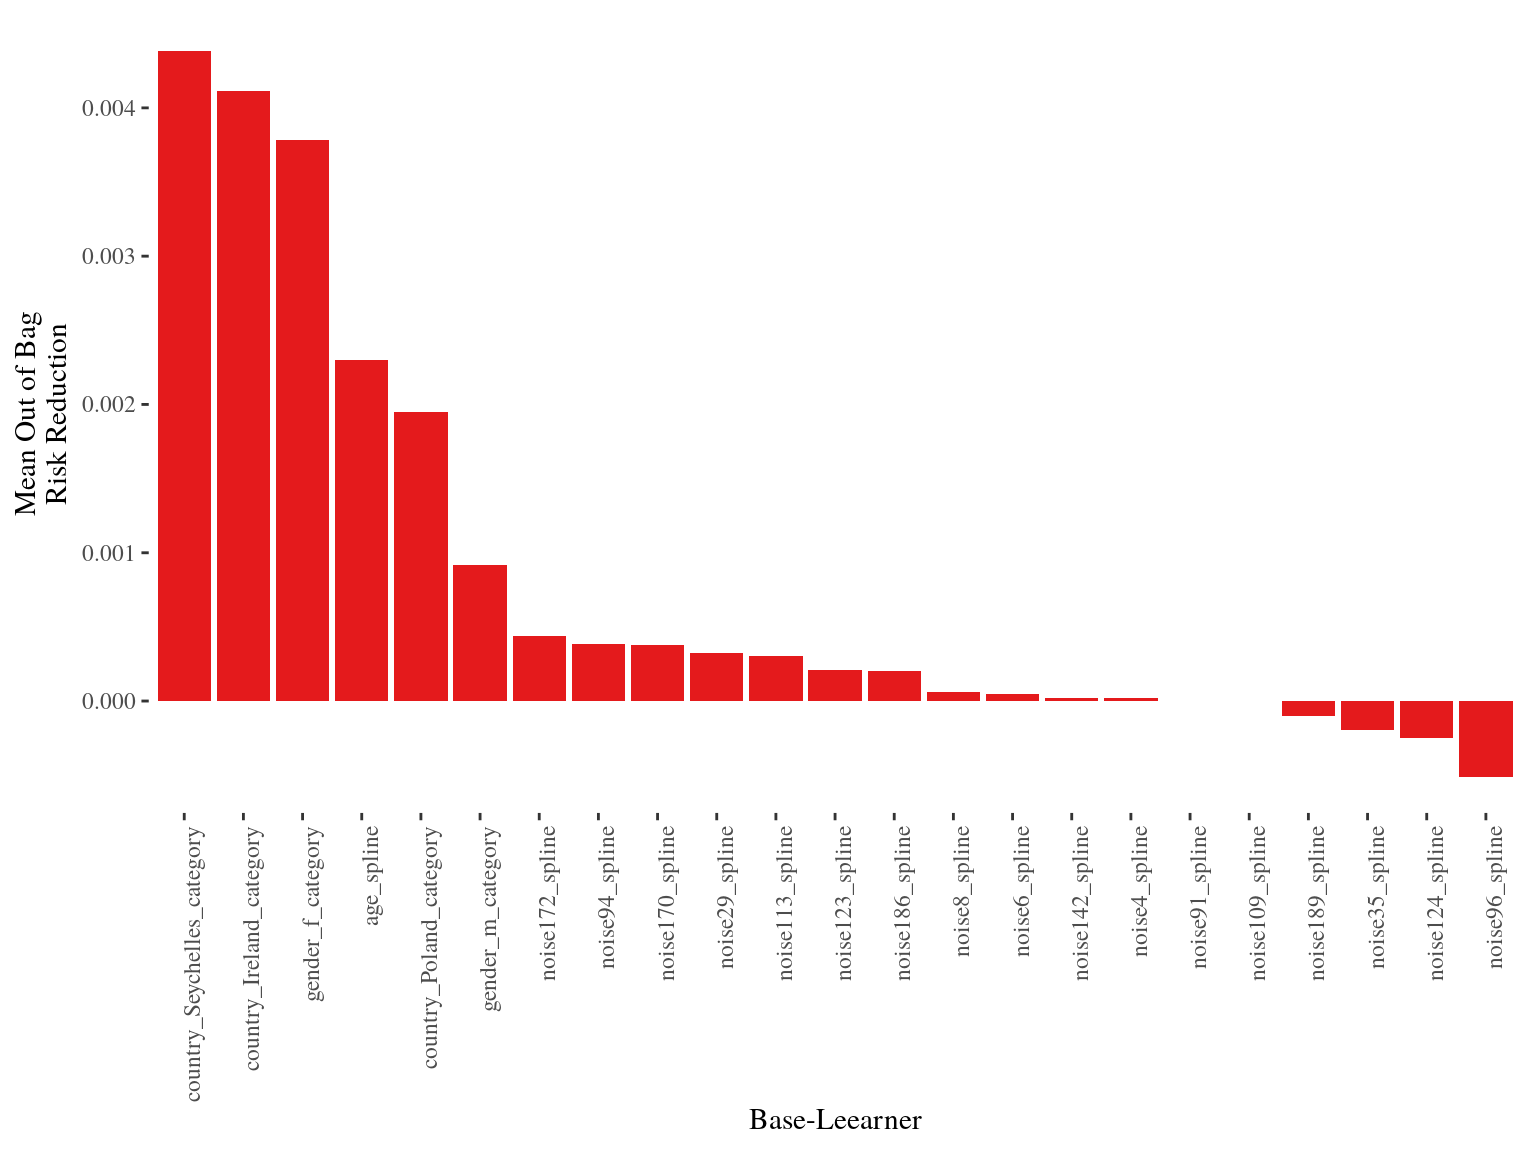 0.004
0.003
0.002
0.001
0.000
Mean Out of Bag
Risk Reduction
country_Seychelles_category
country_Ireland_category
gender_f_category
age_spline
country_Poland_category
gender_m_category
noise172_spline
noise94_spline
noise170_spline
noise29_spline
noise113_spline
noise123_spline
noise186_spline
noise8_spline
noise6_spline
noise142_spline
noise4_spline
noise91_spline
noise109_spline
noise189_spline
noise35_spline
noise124_spline
noise96_spline
Base-Leearner